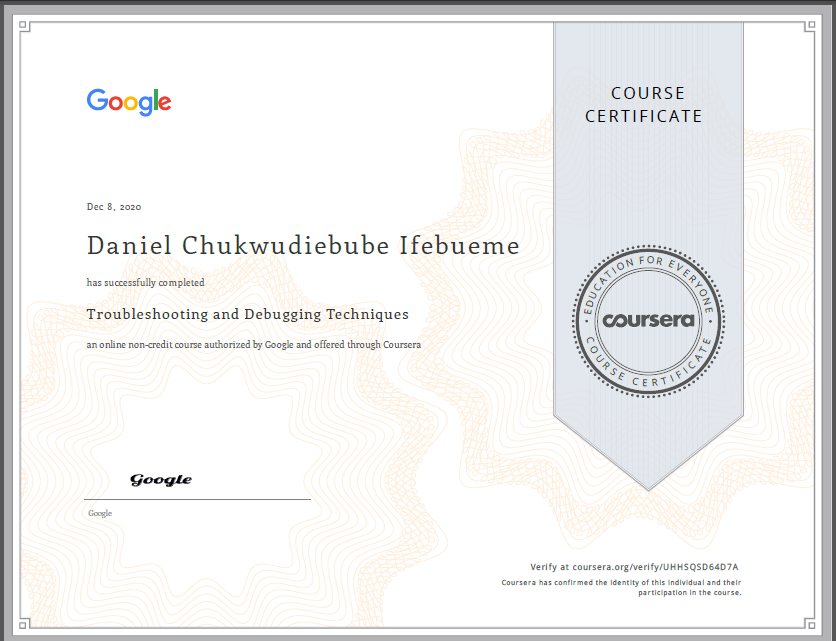 Google
COURSE
CERTIFICATE
Dec 8, 2020
Daniel Chukwudiebube Ifebueme
has successfully completed
Troubleshooting and Debugging Techniques
an online non-credit course authorized by Google and offered through Coursera
EDUCATION FOR EVERYONE
coursera
COURSE CERTIFICATE
Google
Google
Verify at coursera.org/verify/UHHSQSD64D7A
Coursera has confirmed the identity of this individual and their
participation in the course.